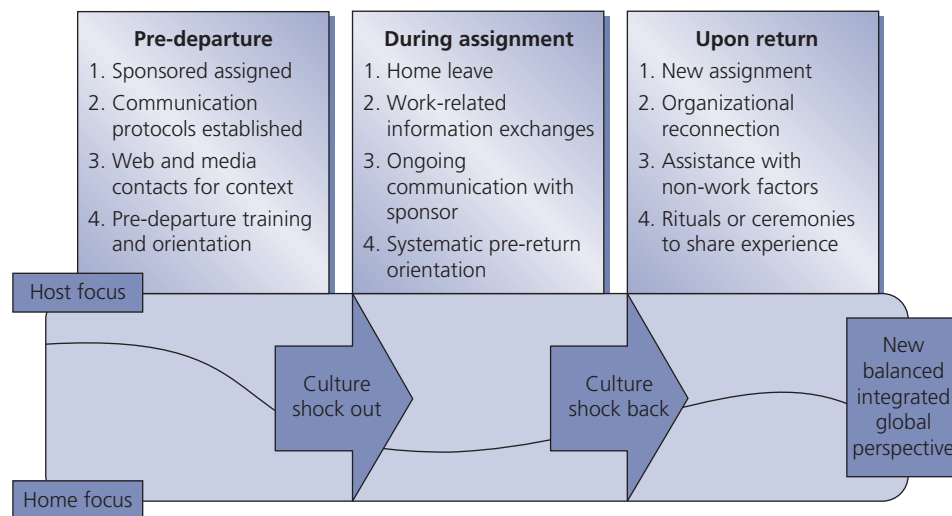 Pre-departure
1. Sponsored assigned
2. Communication
protocols established
3. Web and media
contacts for context
4. Pre-departure training
and orientation
During assignment
1. Home leave
2. Work-related
information exchanges
3. Ongoing
communication with
sponsor
4. Systematic pre-return
orientation
Upon return
1. New assignment
2. Organizational
reconnection
3. Assistance with
non-work factors
4. Rituals or ceremonies
to share experience
Host focus
Culture
shock out
Culture
shock back
New
balanced
integrated
global
perspective
Home focus